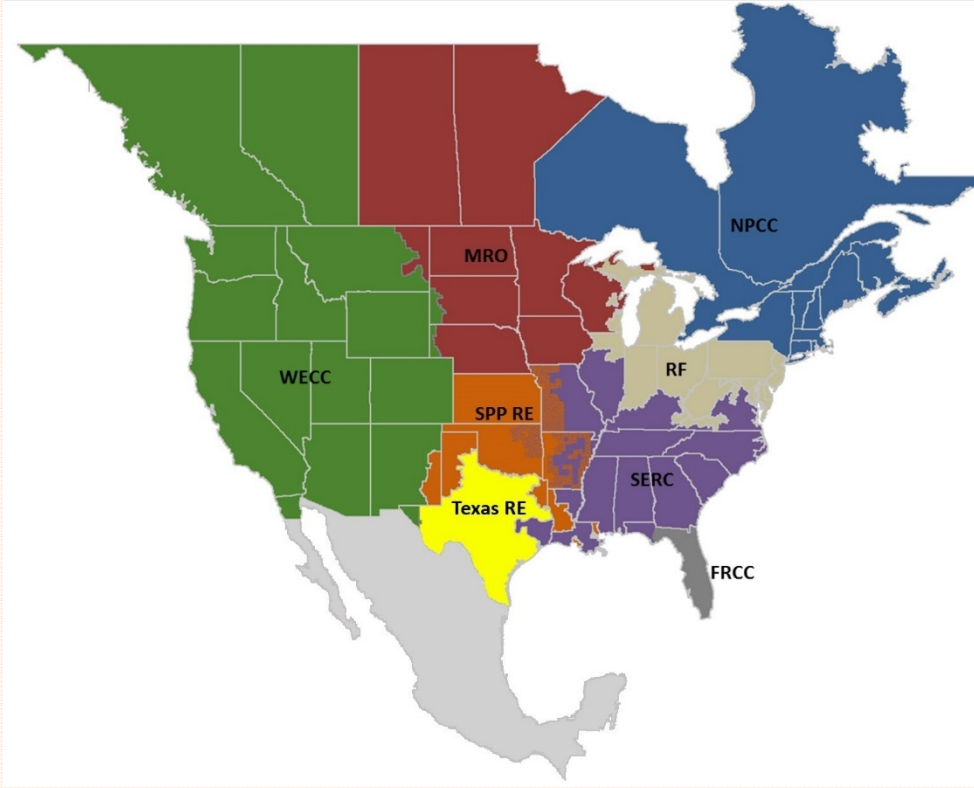 NPCC
MRO
RF
WECC
SPP RE
SERC
Texas RE
FRCC